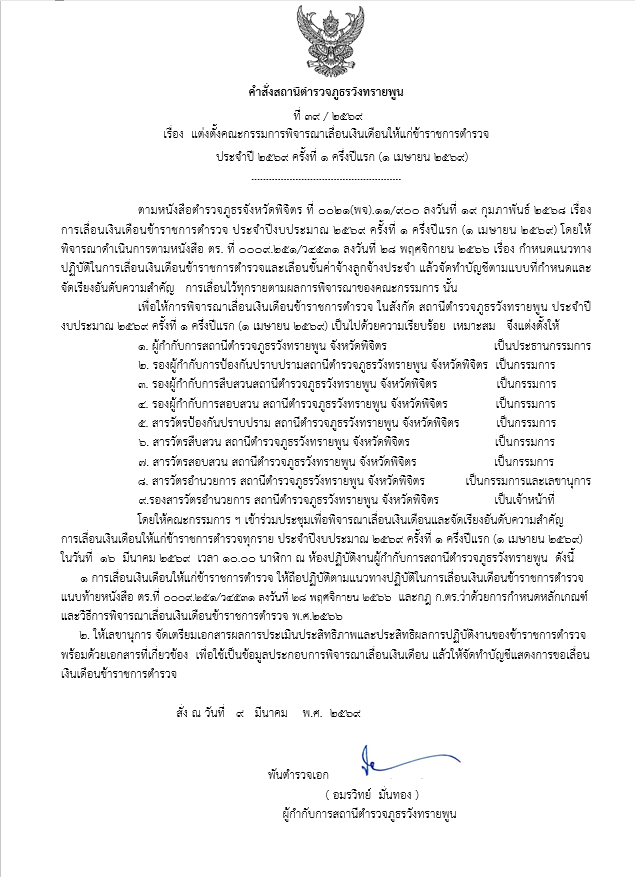 คำสั่งสถานีตำรวจภูธรวังทรายพูน
ที่ ๓๙ / ๒๕๖๙
เรื่อง แต่งตั้งคณะกรรมการพิจารณาเลื่อนเงินเดือนให้แก่ข้าราชการตำรวจ
ประจำปี ๒๕๖๙ ครั้งที่ ๑ ครึ่งปีแรก (๑ เมษายน ๒๕๖๙)
..................................................
ตามหนังสือตำรวจภูธรจังหวัดพิจิตร ที่ ๐๐๒๑(พจ).๑๑/๙๐๐ ลงวันที่ ๑๙ กุมภาพันธ์ ๒๕๖๘ เรื่อง
การเลื่อนเงินเดือนข้าราชการตำรวจ ประจำปีงบประมาณ ๒๕๖๙ ครั้งที่ ๑ ครึ่งปีแรก (๑ เมษายน ๒๕๖๙) โดยให้
พิจารณาดำเนินการตามหนังสือ ตร. ที่ ๐๐๐๙.๒๕๑/ว๔๕๓๑ ลงวันที่ ๒๘ พฤศจิกายน ๒๕๖๖ เรื่อง กำหนดแนวทาง
ปฏิบัติในการเลื่อนเงินเดือนข้าราชการตำรวจและเลื่อนขั้นค่าจ้างลูกจ้างประจำ แล้วจัดทำบัญชีตามแบบที่กำหนดและ
จัดเรียงอันดับความสำคัญ การเลื่อนไว้ทุกรายตามผลการพิจารณาของคณะกรรมการ นั้น
เพื่อให้การพิจารณาเลื่อนเงินเดือนข้าราชการตำรวจ ในสังกัด สถานีตำรวจภูธรวังทรายพูน ประจำปี
งบประมาณ ๒๕๖๙ ครั้งที่ ๑ ครึ่งปีแรก (๑ เมษายน ๒๕๖๙) เป็นไปด้วยความเรียบร้อย เหมาะสม จึงแต่งตั้งให้
๑. ผู้กำกับการสถานีตำรวจภูธรวังทรายพูน จังหวัดพิจิตร เป็นประธานกรรมการ
๒. รองผู้กำกับการป้องกันปราบปรามสถานีตำรวจภูธรวังทรายพูน จังหวัดพิจิตร เป็นกรรมการ
๓. รองผู้กำกับการสืบสวนสถานีตำรวจภูธรวังทรายพูน จังหวัดพิจิตร เป็นกรรมการ
๔. รองผู้กำกับการสอบสวน สถานีตำรวจภูธรวังทรายพูน จังหวัดพิจิตร เป็นกรรมการ
๕. สารวัตรป้องกันปราบปราม สถานีตำรวจภูธรวังทรายพูน จังหวัดพิจิตร เป็นกรรมการ
๖. สารวัตรสืบสวน สถานีตำรวจภูธรวังทรายพูน จังหวัดพิจิตร เป็นกรรมการ
๗. สารวัตรสอบสวน สถานีตำรวจภูธรวังทรายพูน จังหวัดพิจิตร เป็นกรรมการ
๘. สารวัตรอำนวยการ สถานีตำรวจภูธรวังทรายพูน จังหวัดพิจิตร เป็นกรรมการและเลขานุการ
๙.รองสารวัตรอำนวยการ สถานีตำรวจภูธรวังทรายพูน จังหวัดพิจิตร เป็นเจ้าหน้าที่
โดยให้คณะกรรมการ ฯ เข้าร่วมประชุมเพื่อพิจารณาเลื่อนเงินเดือนและจัดเรียงอันดับความสำคัญ
การเลื่อนเงินเดือนให้แก่ข้าราชการตำรวจทุกราย ประจำปีงบประมาณ ๒๕๖๙ ครั้งที่ ๑ ครึ่งปีแรก (๑ เมษายน ๒๕๖๙)
ในวันที่ ๑๖ มีนาคม ๒๕๖๙ เวลา ๑๐.๐๐ นาฬิกา ณ ห้องปฏิบัติงานผู้กำกับการสถานีตำรวจภูธรวังทรายพูน ดังนี้
๑ การเลื่อนเงินเดือนให้แก่ข้าราชการตำรวจ ให้ถือปฏิบัติตามแนวทางปฏิบัติในการเลื่อนเงินเดือนข้าราชการตำรวจ
แนบท้ายหนังสือ ตร.ที่ ๐๐๐๙.๒๕๑/ว๔๕๓๑ ลงวันที่ ๒๘ พฤศจิกายน ๒๕๖๖ และกฎ ก.ตร.ว่าด้วยการกำหนดหลักเกณฑ์
และวิธีการพิจารณาเลื่อนเงินเดือนข้าราชการตำรวจ พ.ศ.๒๕๖๖
๒. ให้เลขานุการ จัดเตรียมเอกสารผลการประเมินประสิทธิภาพและประสิทธิผลการปฏิบัติงานของข้าราชการตำรวจ
พร้อมด้วยเอกสารที่เกี่ยวข้อง เพื่อใช้เป็นข้อมูลประกอบการพิจารณาเลื่อนเงินเดือน แล้วให้จัดทำบัญชีแสดงการขอเลื่อน
เงินเดือนข้าราชการตำรวจ
สั่ง ณ วันที่ ๙ มีนาคม พ.ศ. ๒๕๖๙
พันตำรวจเอก
( อมรวิทย์ มั่นทอง )
ผู้กำกับการสถานีตำรวจภูธรวังทรายพูน